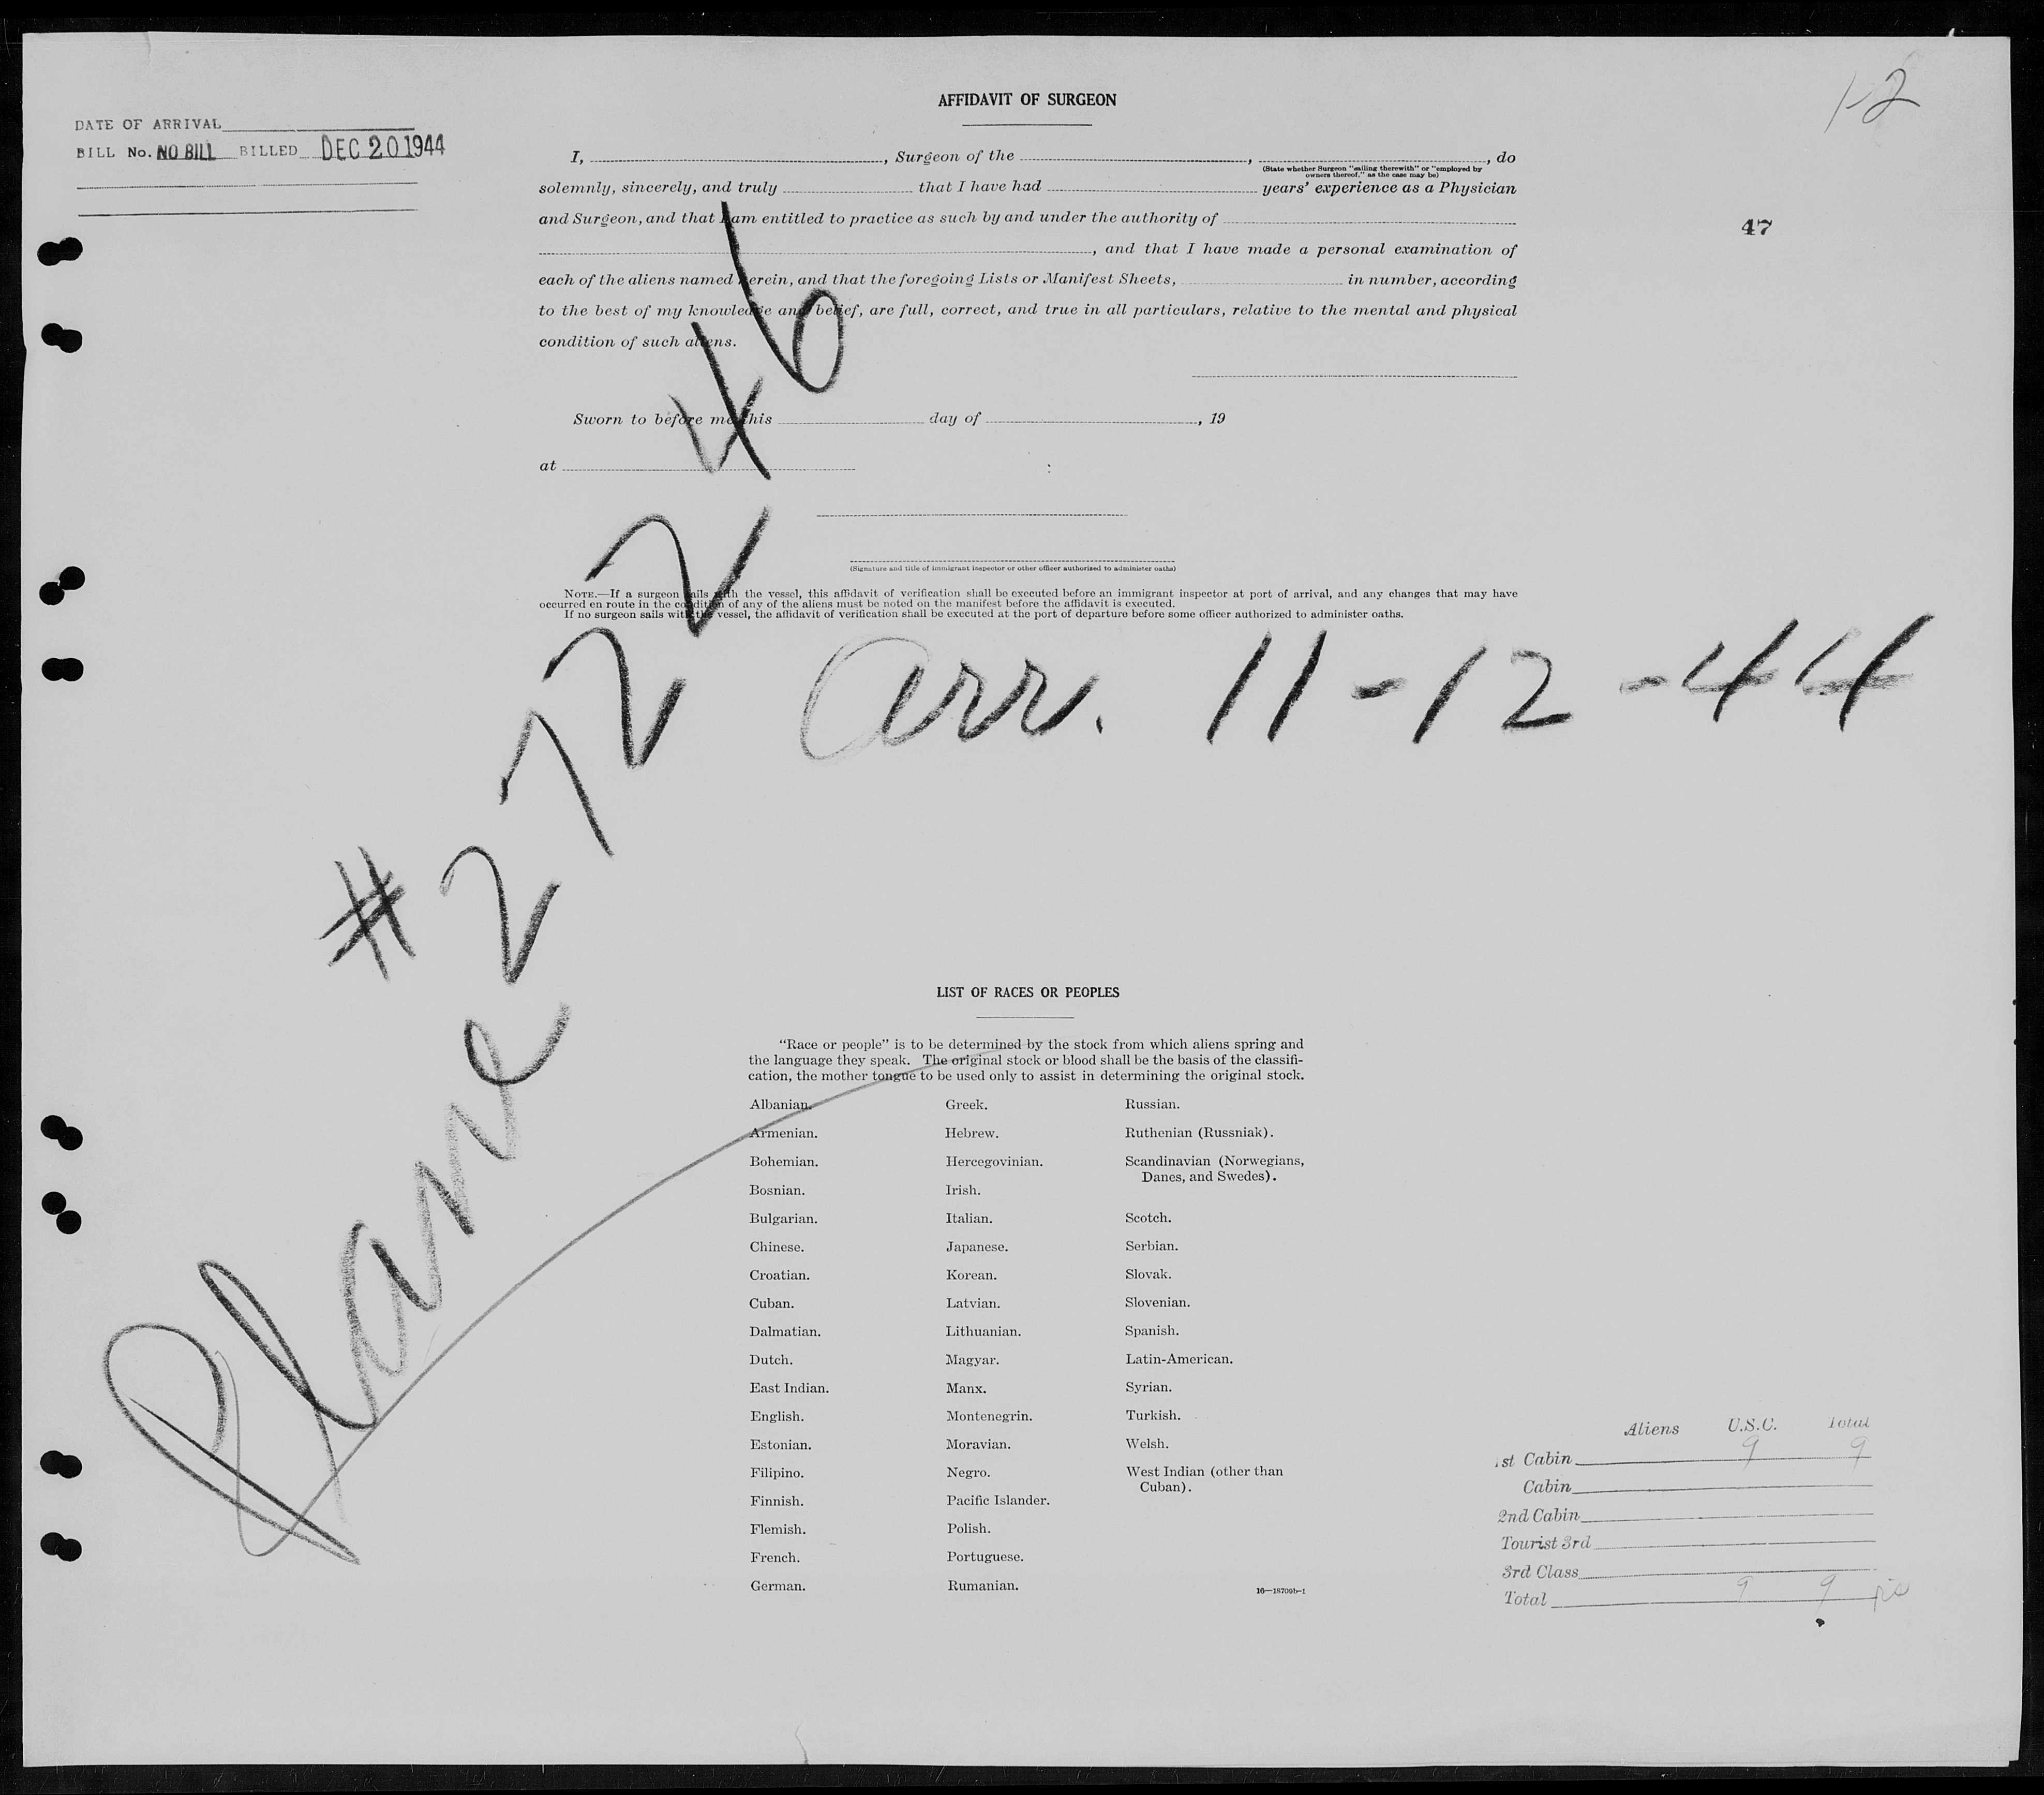 AFFIDAVIT OF SURGEON
1-2
DATE OF ARRIVAL
BILL No. NO BILL BILLED DEC 20 1944
I, , Surgeon of the , , do
(State whether Surgeon "sailing therewith" or "employed by
owners thereof," as the case may be)
solemnly, sincerely, and truly that I have had years' experience as a Physician
and Surgeon, and that I am entitled to practice as such by and under the authority of
47
, and that I have made a personal examination of
each of the aliens named herein, and that the foregoing Lists or Manifest Sheets, in number, according
to the best of my knowledge and belief, are full, correct, and true in all particulars, relative to the mental and physical
condition of such aliens.
Sworn to before me this day of , 19
at :
(Signature and title of immigrant inspector or other officer authorized to administer oaths)
NOTE.—If a surgeon sails with the vessel, this affidavit of verification shall be executed before an immigrant inspector at port of arrival, and any changes that may have
occurred en route in the condition of any of the aliens must be noted on the manifest before the affidavit is executed.
If no surgeon sails with the vessel, the affidavit of verification shall be executed at the port of departure before some officer authorized to administer oaths.
arr. 11-12-44
Plane #272246
LIST OF RACES OR PEOPLES
"Race or people" is to be determined by the stock from which aliens spring and
the language they speak. The original stock or blood shall be the basis of the classifi-
cation, the mother tongue to be used only to assist in determining the original stock.
Albanian. Greek. Russian.
Armenian. Hebrew. Ruthenian (Russniak).
Bohemian. Hercegovinian. Scandinavian (Norwegians,
Danes, and Swedes).
Bosnian. Irish.
Bulgarian. Italian. Scotch.
Chinese. Japanese. Serbian.
Croatian. Korean. Slovak.
Cuban. Latvian. Slovenian.
Dalmatian. Lithuanian. Spanish.
Dutch. Magyar. Latin-American.
East Indian. Manx. Syrian.
English. Montenegrin. Turkish.
Estonian. Moravian. Welsh.
Filipino. Negro. West Indian (other than
Cuban).
Finnish. Pacific Islander.
Flemish. Polish.
French. Portuguese.
German. Rumanian. 16—18709b-1
Aliens U.S.C. Total
1st Cabin 9 9
Cabin
2nd Cabin
Tourist 3rd
3rd Class
Total 9 9